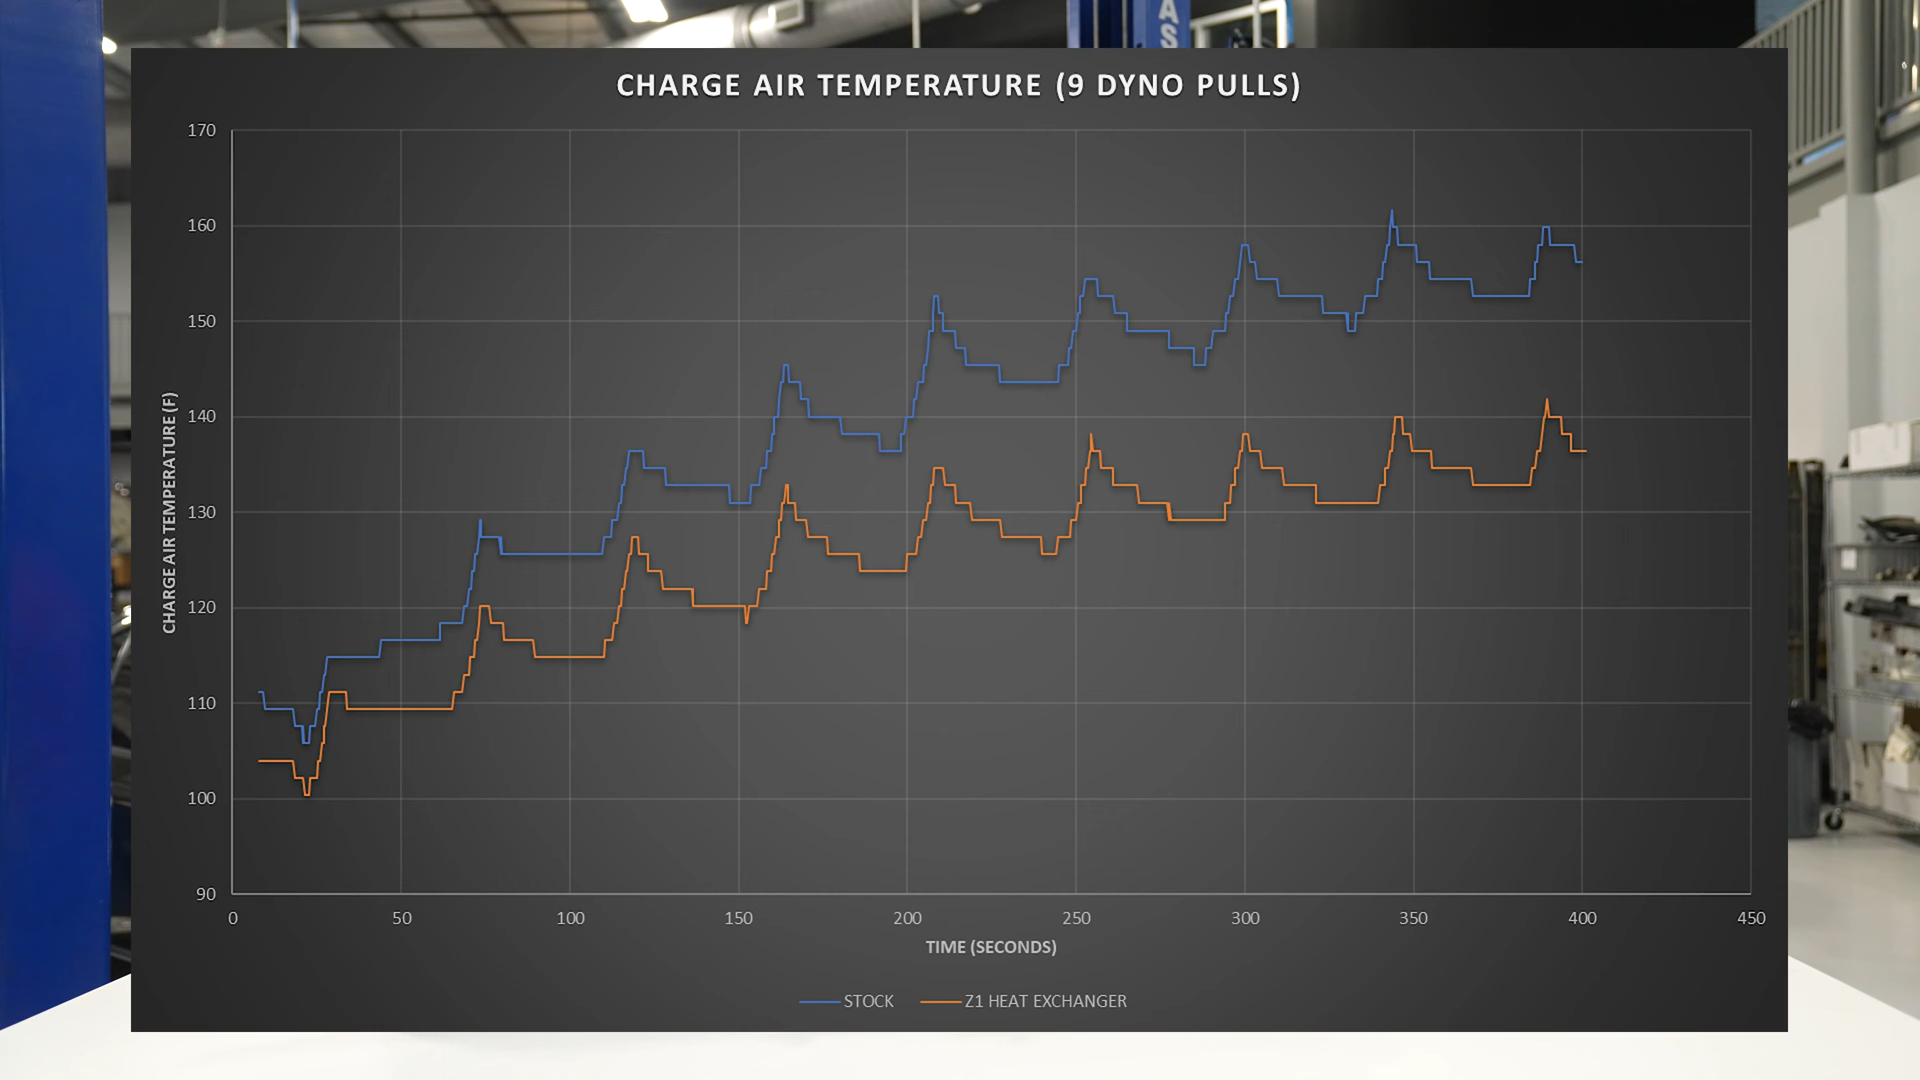 AS
CHARGE AIR TEMPERATURE (9 DYNO PULLS)
170
160
150
140
130
120
110
100
90
CHARGE AIR TEMPERATURE (F)
0 50 100 150 200 250 300 350 400 450
TIME (SECONDS)
STOCK Z1 HEAT EXCHANGER